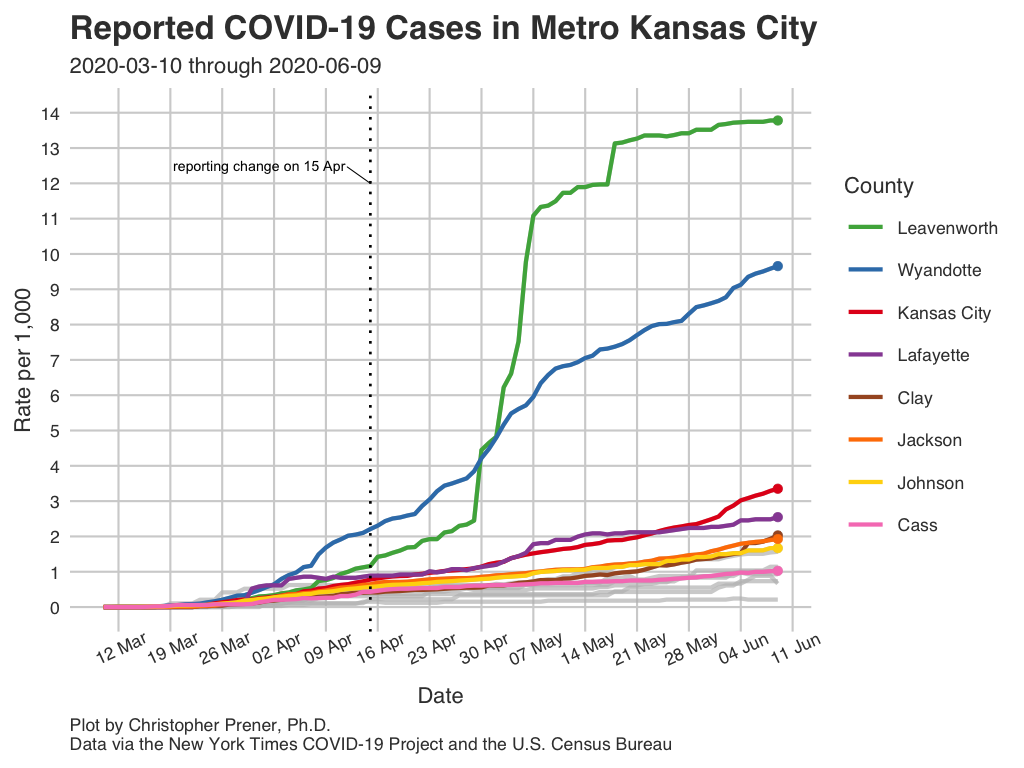 Reported COVID-19 Cases in Metro Kansas City
2020-03-10 through 2020-06-09
14
13
12
11
10
9
8
7
6
5
4
3
2
1
0
Rate per 1,000
reporting change on 15 Apr
12 Mar
19 Mar
26 Mar
02 Apr
09 Apr
16 Apr
23 Apr
30 Apr
07 May
14 May
21 May
28 May
04 Jun
11 Jun
Date
County
Leavenworth
Wyandotte
Kansas City
Lafayette
Clay
Jackson
Johnson
Cass
Plot by Christopher Prener, Ph.D.
Data via the New York Times COVID-19 Project and the U.S. Census Bureau